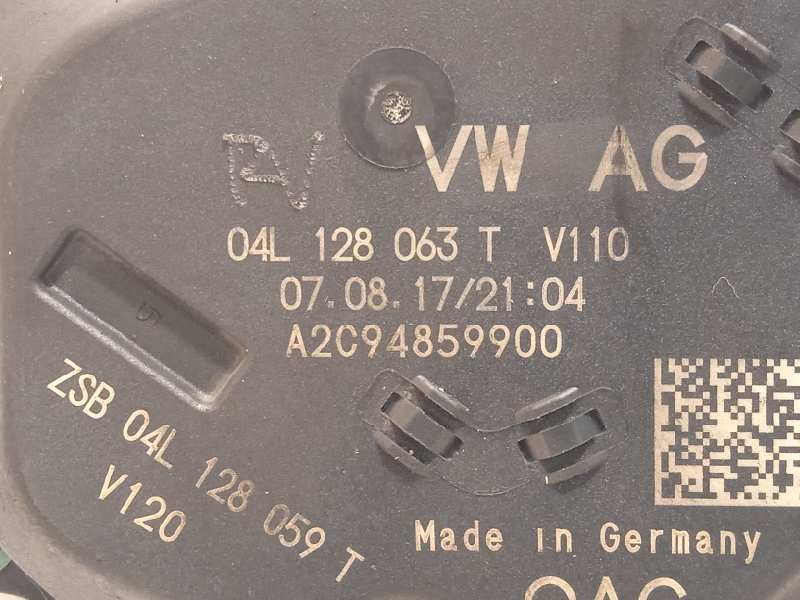 VW AG
04L 128 063 T V110
07.08.17/21:04
A2C94859900
ZSB 04L 128 059 T
V120
Made in Germany